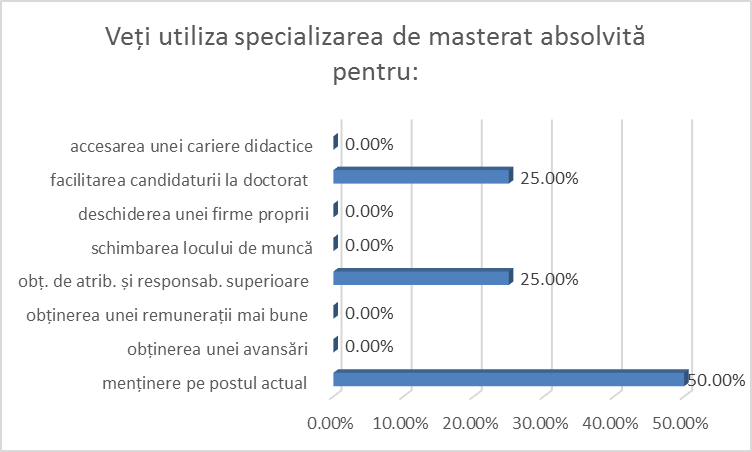 Veți utiliza specializarea de masterat absolvită
pentru:
accesarea unei cariere didactice 0.00%
facilitarea candidaturii la doctorat 25.00%
deschiderea unei firme proprii 0.00%
schimbarea locului de muncă 0.00%
obț. de atrib. și responsab. superioare 25.00%
obținerea unei remunerații mai bune 0.00%
obținerea unei avansări 0.00%
menținere pe postul actual 50.00%
0.00% 10.00% 20.00% 30.00% 40.00% 50.00%